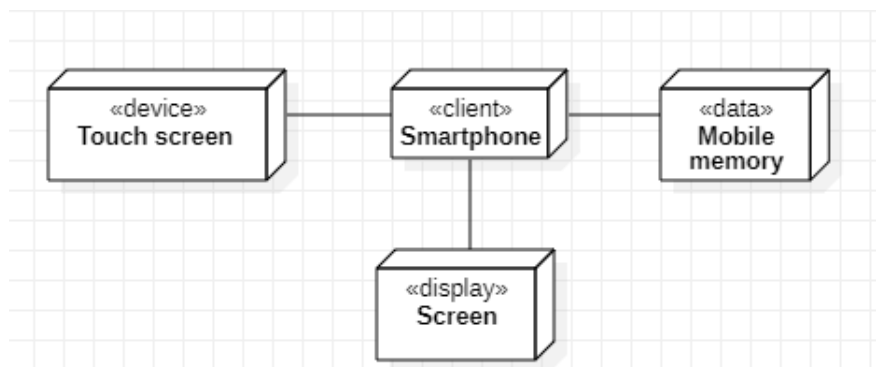 «device»
Touch screen
«client»
Smartphone
«data»
Mobile
memory
«display»
Screen